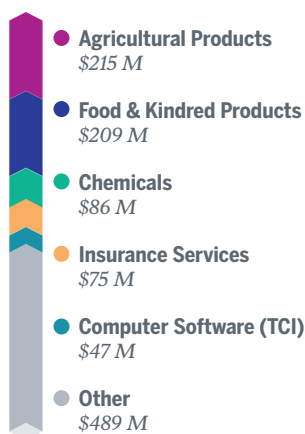 Agricultural Products
$215 M
Food & Kindred Products
$209 M
Chemicals
$86 M
Insurance Services
$75 M
Computer Software (TCI)
$47 M
Other
$489 M